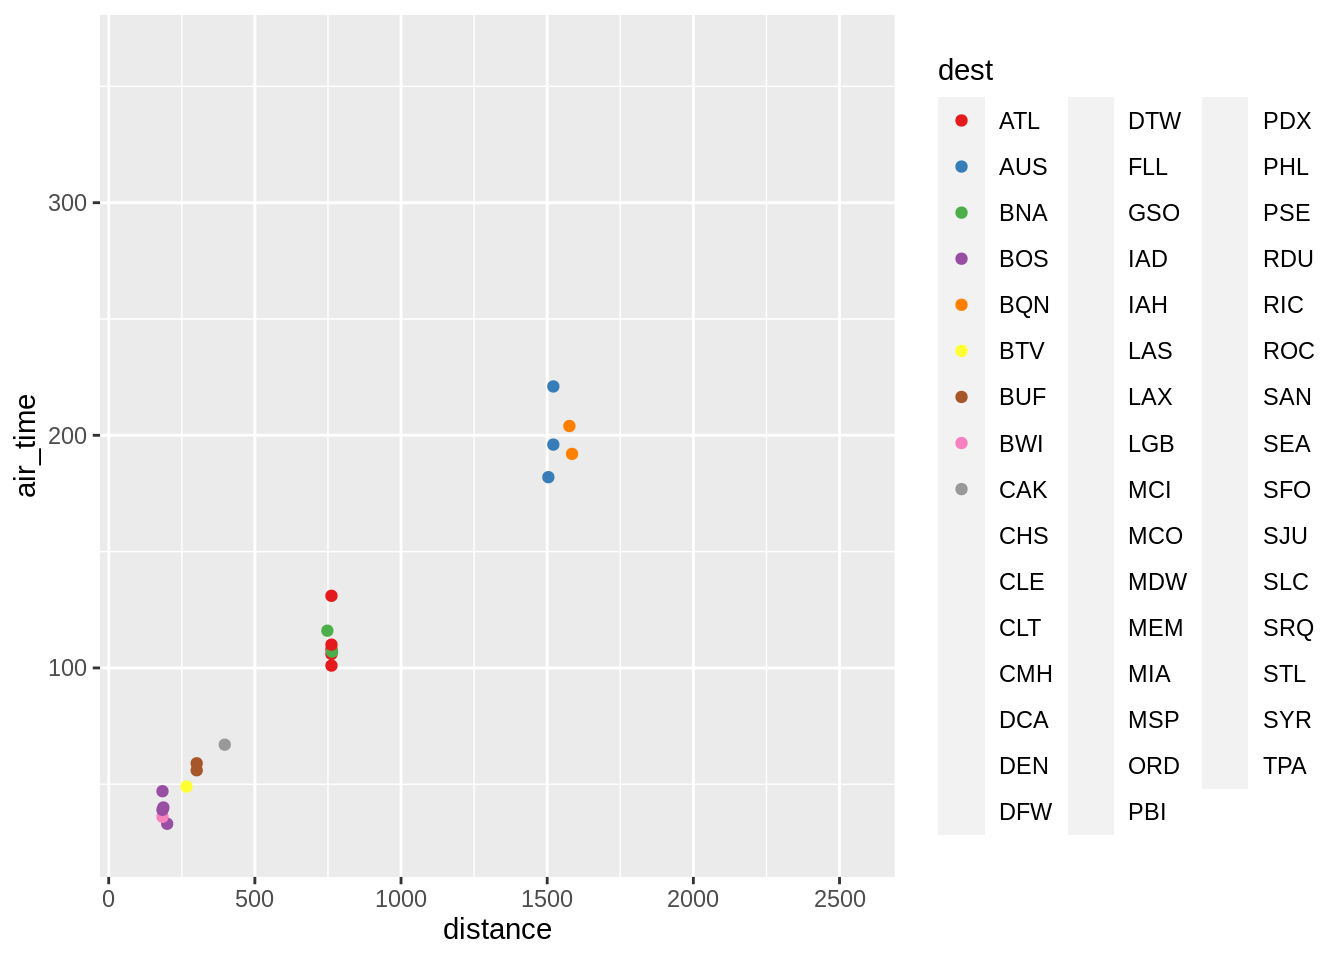 dest
ATL DTW PDX
AUS FLL PHL
BNA GSO PSE
BOS IAD RDU
BQN IAH RIC
BTV LAS ROC
BUF LAX SAN
BWI LGB SEA
CAK MCI SFO
CHS MCO SJU
CLE MDW SLC
CLT MEM SRQ
CMH MIA STL
DCA MSP SYR
DEN ORD TPA
DFW PBI
air_time
300
200
100
0 500 1000 1500 2000 2500
distance